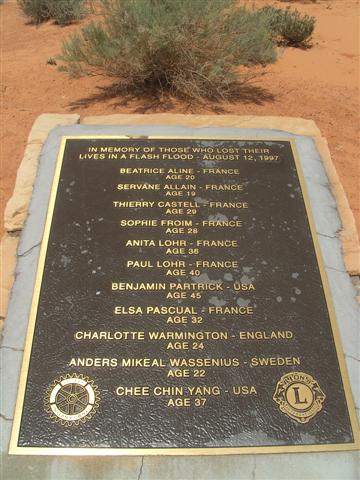 IN MEMORY OF THOSE WHO LOST THEIR
LIVES IN A FLASH FLOOD - AUGUST 12, 1997
BEATRICE ALINE - FRANCE
AGE 20
SERVANE ALLAIN - FRANCE
AGE 19
THIERRY CASTELL - FRANCE
AGE 29
SOPHIE FROIM - FRANCE
AGE 28
ANITA LOHR - FRANCE
AGE 36
PAUL LOHR - FRANCE
AGE 40
BENJAMIN PARTRICK - USA
AGE 45
ELSA PASCUAL - FRANCE
AGE 32
CHARLOTTE WARMINGTON - ENGLAND
AGE 24
ANDERS MIKEAL WASSENIUS - SWEDEN
AGE 22
CHEE CHIN YANG - USA
AGE 37
LIONS
L